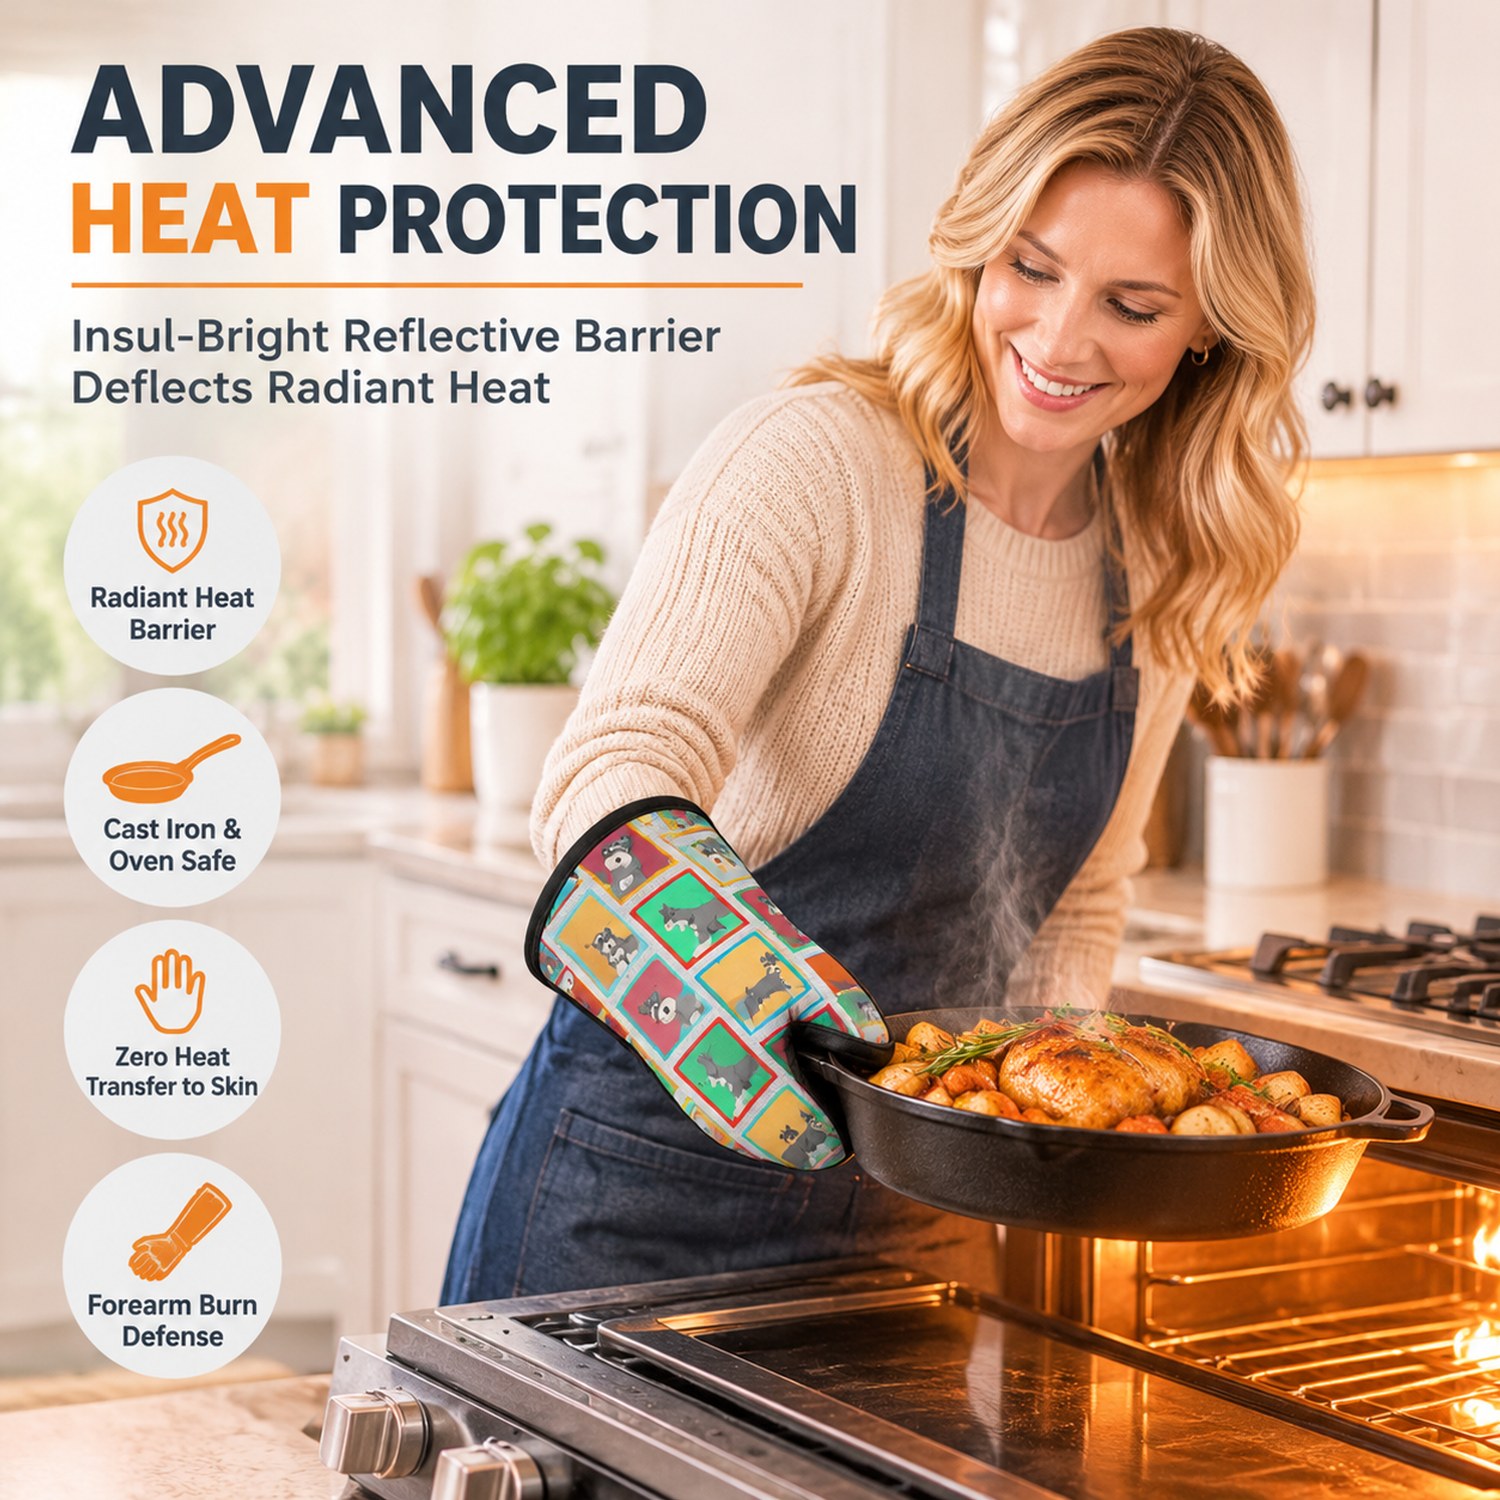 ADVANCED
HEAT PROTECTION
Insul-Bright Reflective Barrier
Deflects Radiant Heat
Radiant Heat
Barrier
Cast Iron &
Oven Safe
Zero Heat
Transfer to Skin
Forearm Burn
Defense